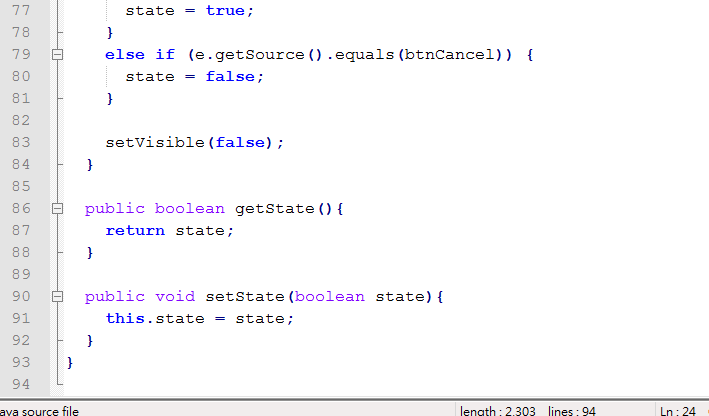 77 state = true;
78 }
79 else if (e.getSource().equals(btnCancel)) {
80 state = false;
81 }
82
83 setVisible(false);
84 }
85
86 public boolean getState(){
87 return state;
88 }
89
90 public void setState(boolean state){
91 this.state = state;
92 }
93 }
94
ava source file length : 2,303 lines : 94 Ln : 24